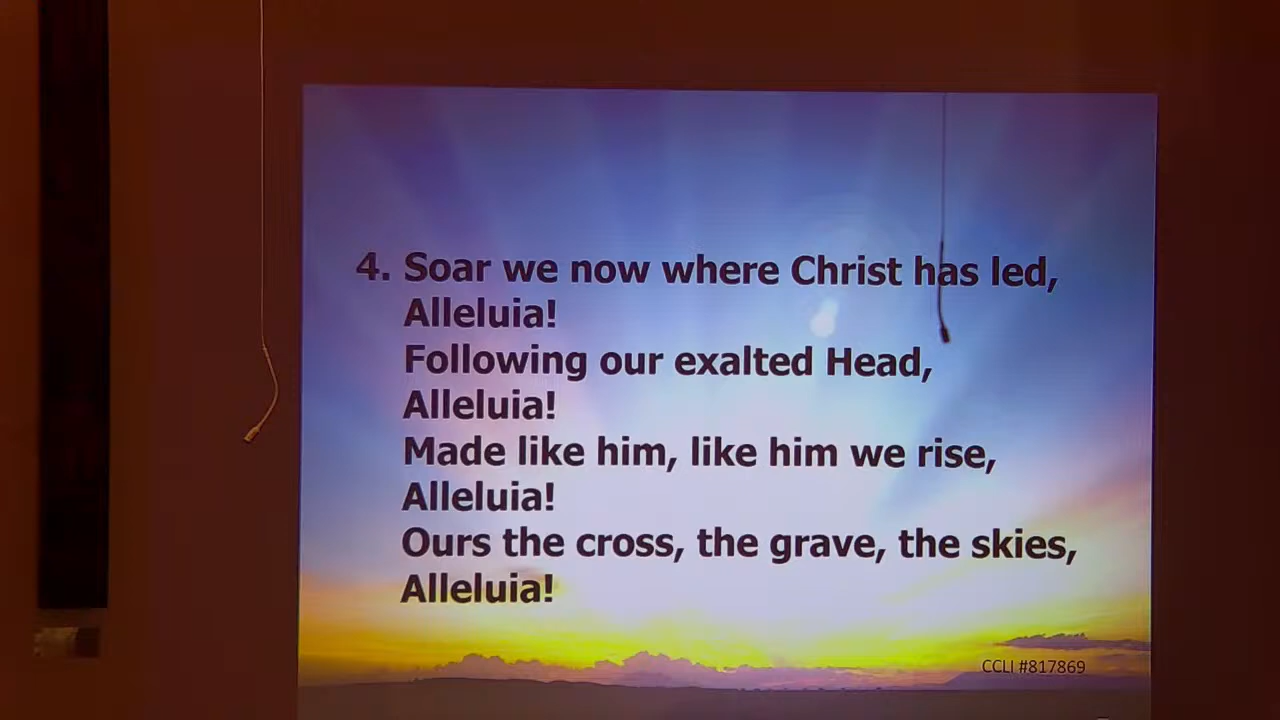 4. Soar we now where Christ has led,
Alleluia!
Following our exalted Head,
Alleluia!
Made like him, like him we rise,
Alleluia!
Ours the cross, the grave, the skies,
Alleluia!
CCLI #817869